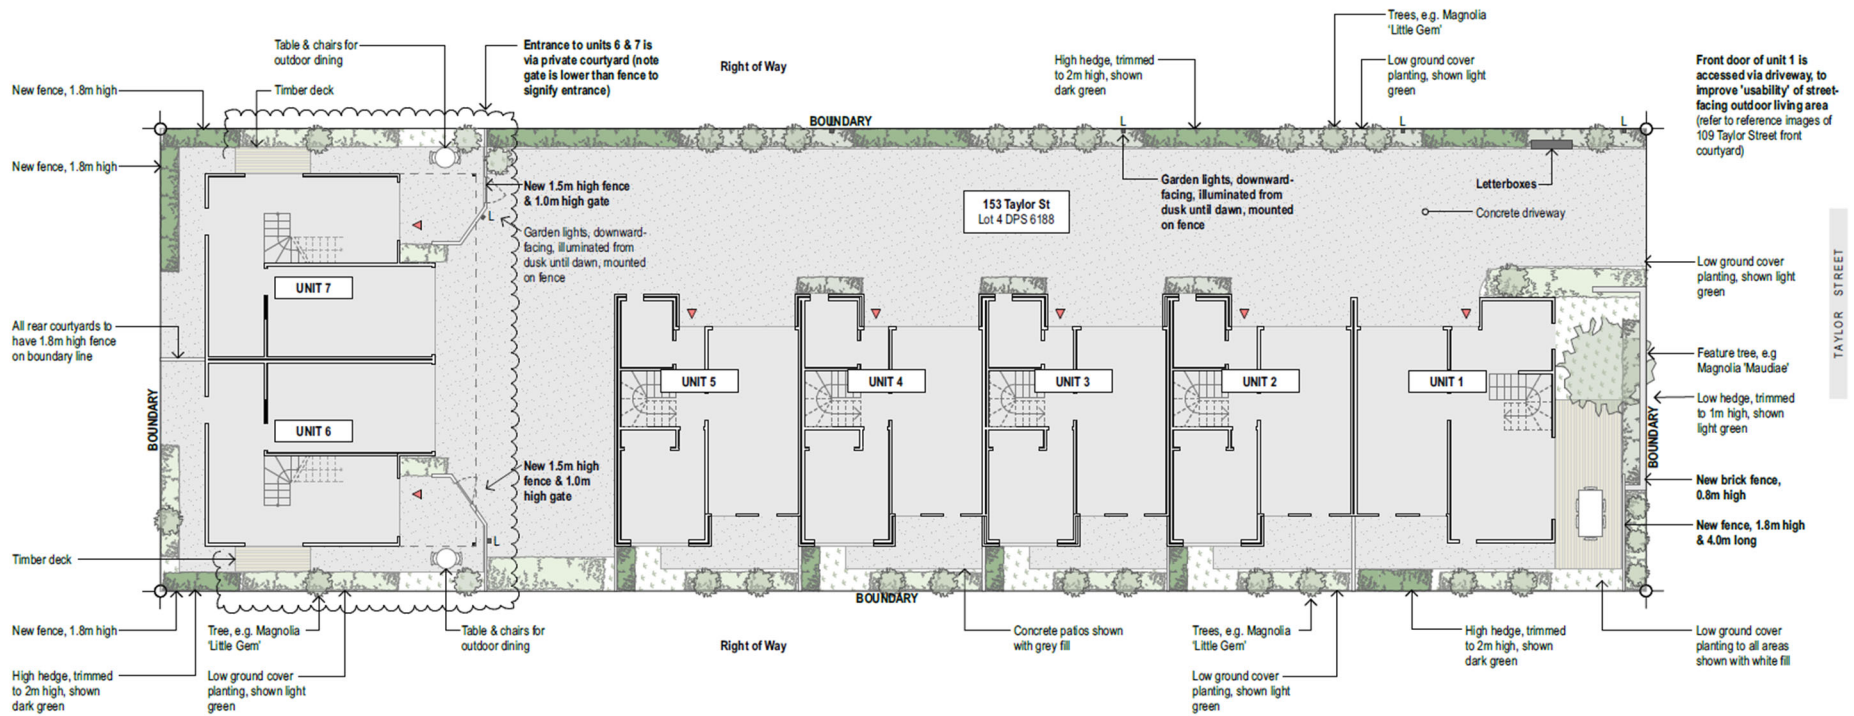 Table & chairs for
outdoor dining
Entrance to units 6 & 7 is
via private courtyard (note
gate is lower than fence to
signify entrance)
Right of Way
High hedge, trimmed
to 2m high, shown
dark green
Trees, e.g. Magnolia
'Little Gem'
Low ground cover
planting, shown light
green
Front door of unit 1 is
accessed via driveway, to
improve 'usability' of street-
facing outdoor living area
(refer to reference images of
109 Taylor Street front
courtyard)
New fence, 1.8m high
Timber deck
BOUNDARY
L
L
L
New fence, 1.8m high
New 1.5m high fence
& 1.0m high gate
L
Garden lights, downward-
facing, illuminated from
dusk until dawn, mounted
on fence
153 Taylor St
Lot 4 DPS 6188
Garden lights, downward-
facing, illuminated from
dusk until dawn, mounted
on fence
Letterboxes
Concrete driveway
Low ground cover
planting, shown light
green
TAYLOR STREET
UNIT 7
All rear courtyards to
have 1.8m high fence
on boundary line
UNIT 5
UNIT 4
UNIT 3
UNIT 2
UNIT 1
Feature tree, e.g
Magnolia 'Maudiae'
Low hedge, trimmed
to 1m high, shown
light green
BOUNDARY
BOUNDARY
UNIT 6
New 1.5m high
fence & 1.0m
high gate
L
New brick fence,
0.8m high
New fence, 1.8m high
& 4.0m long
Timber deck
BOUNDARY
New fence, 1.8m high
Tree, e.g. Magnolia
'Little Gem'
Table & chairs for
outdoor dining
Right of Way
Concrete patios shown
with grey fill
Trees, e.g. Magnolia
'Little Gem'
High hedge, trimmed
to 2m high, shown
dark green
Low ground cover
planting to all areas
shown with white fill
High hedge, trimmed
to 2m high, shown
dark green
Low ground cover
planting, shown light
green
Low ground cover
planting, shown light
green